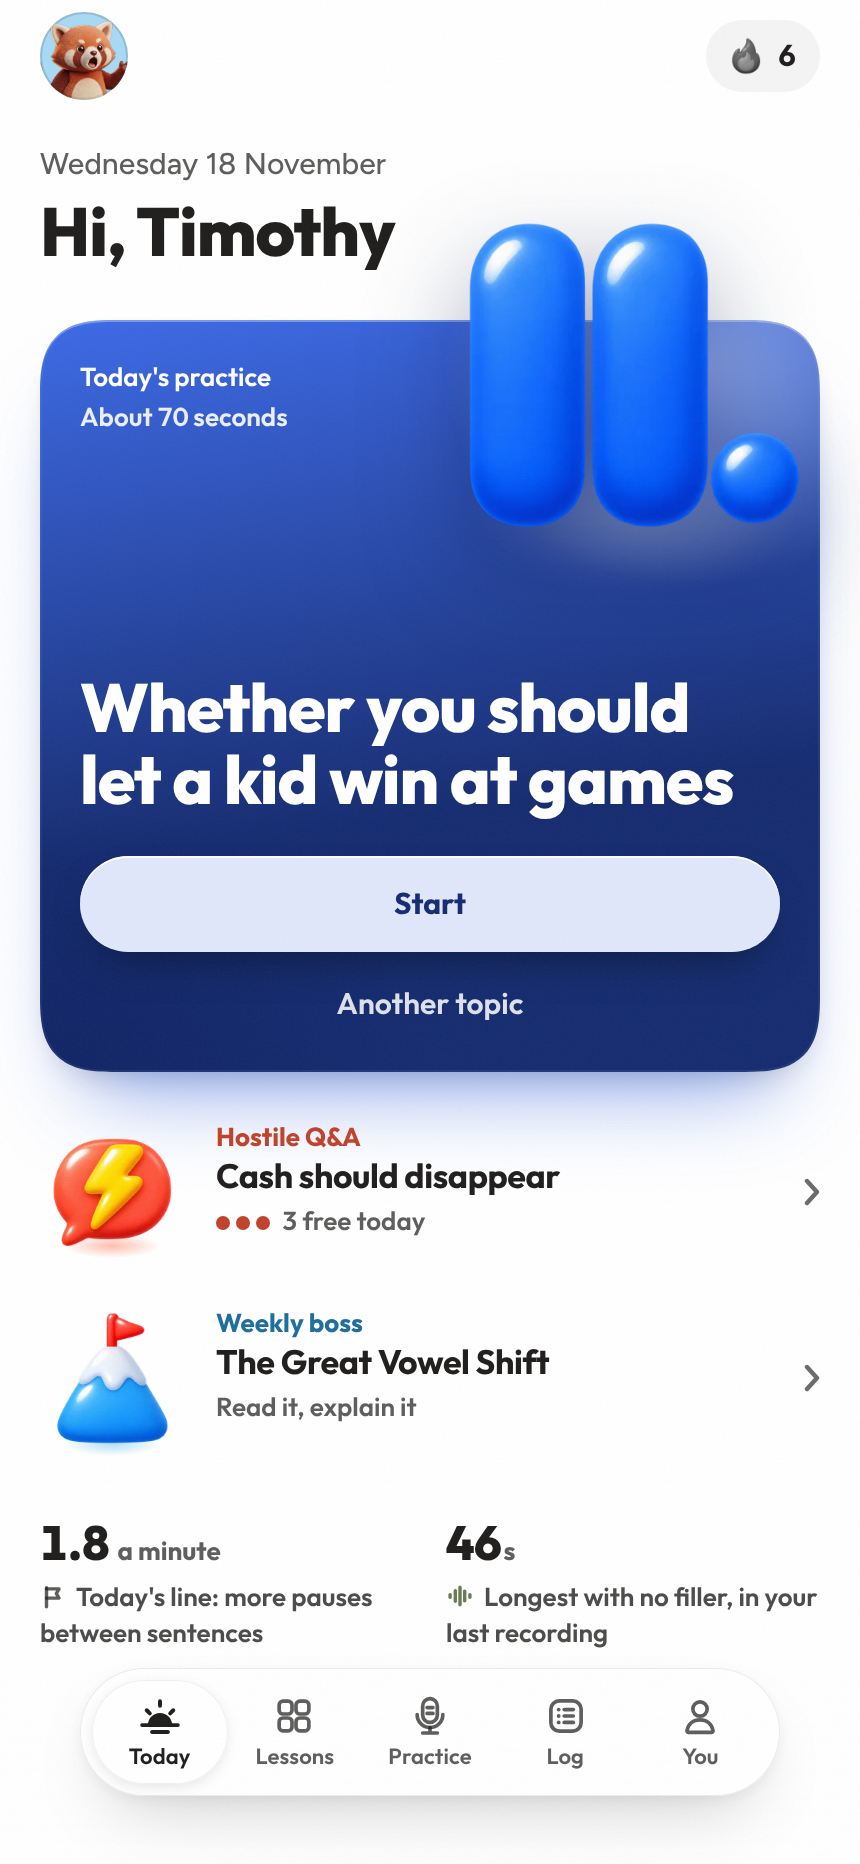 6
Wednesday 18 November
Hi, Timothy
Today's practice
About 70 seconds
Whether you should
let a kid win at games
Start
Another topic
Hostile Q&A
Cash should disappear
3 free today
Weekly boss
The Great Vowel Shift
Read it, explain it
1.8 a minute
Today's line: more pauses
between sentences
46s
Longest with no filler, in your
last recording
Today
Lessons
Practice
Log
You